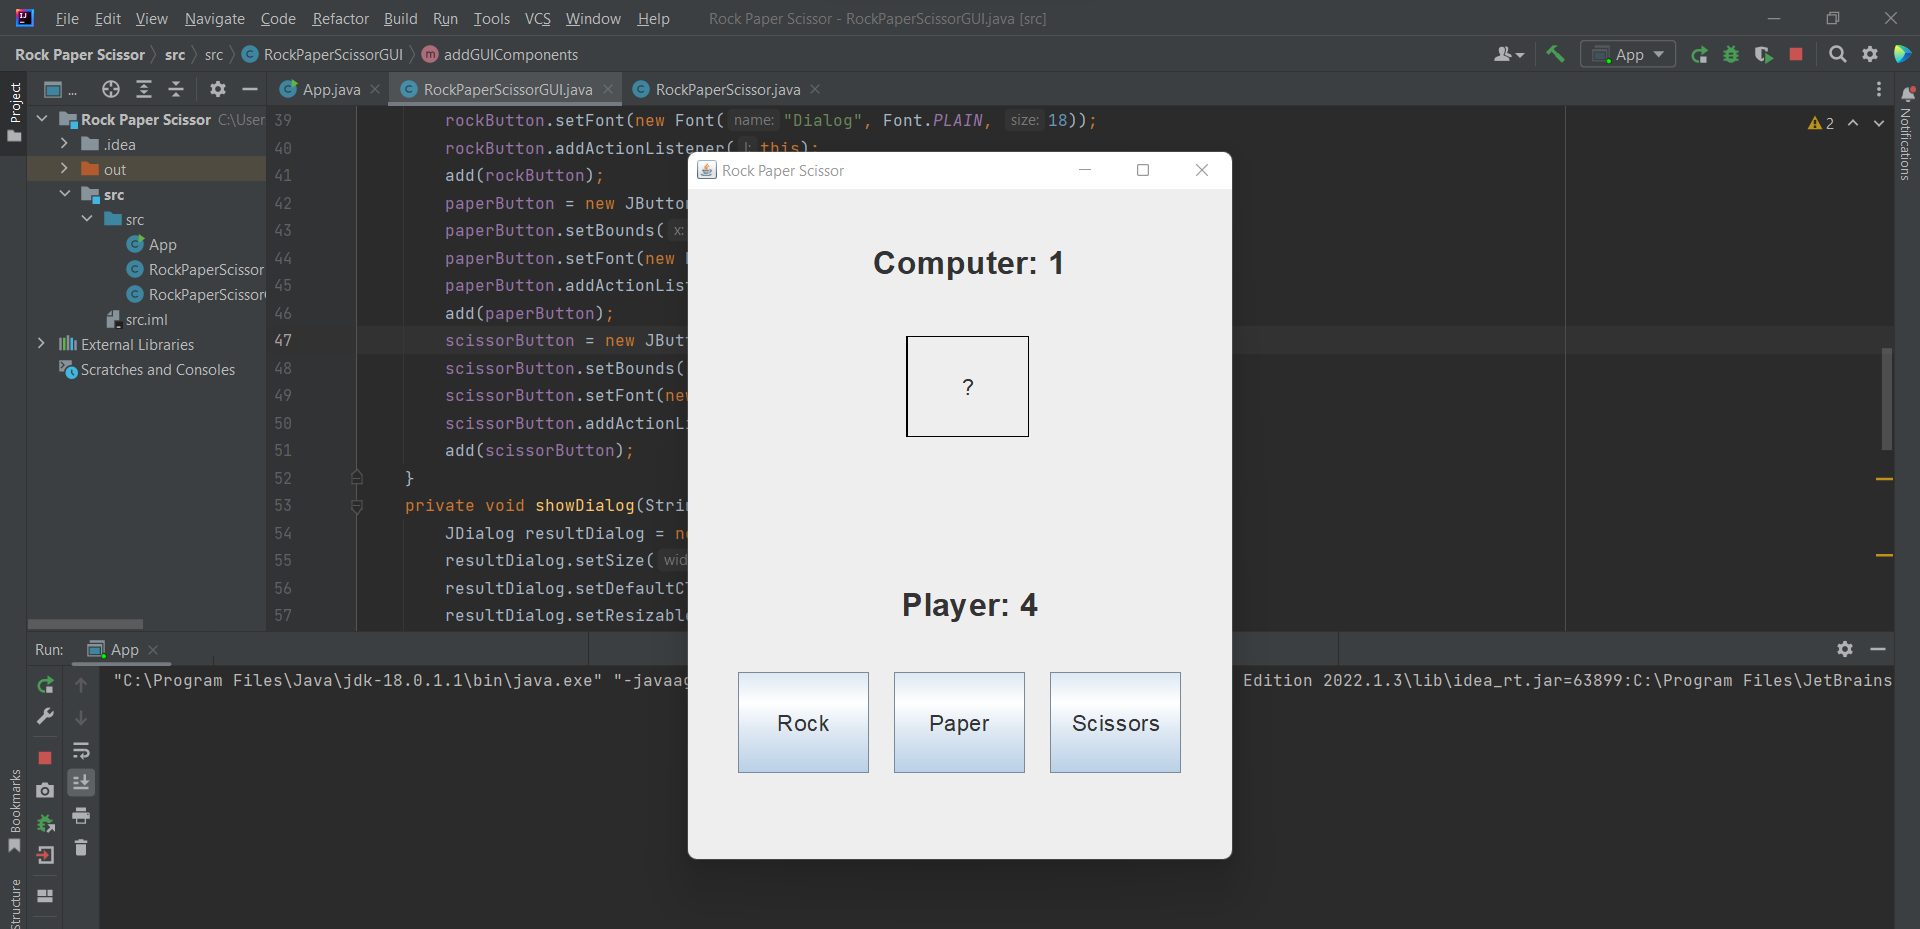 File Edit View Navigate Code Refactor Build Run Tools VCS Window Help Rock Paper Scissor - RockPaperScissorGUI.java [src]
Rock Paper Scissor src src RockPaperScissorGUI addGUIComponents App
Project ... App.java RockPaperScissorGUI.java RockPaperScissor.java
Notifications
Rock Paper Scissor C:\User
.idea
out
src
src
App
RockPaperScissor
RockPaperScissorG
src.iml
External Libraries
Scratches and Consoles
2
39 rockButton.setFont(new Font( name: "Dialog", Font.PLAIN, size: 18));
40 rockButton.addActionListener( l: this);
41 add(rockButton);
42 paperButton = new JButton
43 paperButton.setBounds( x:
44 paperButton.setFont(new
45 paperButton.addActionList
46 add(paperButton);
47 scissorButton = new JButt
48 scissorButton.setBounds(
49 scissorButton.setFont(new
50 scissorButton.addActionL
51 add(scissorButton);
52 }
53 private void showDialog(Strin
54 JDialog resultDialog = ne
55 resultDialog.setSize( wid
56 resultDialog.setDefaultCl
57 resultDialog.setResizable
Rock Paper Scissor
Computer: 1
?
Player: 4
Rock Paper Scissors
Run: App
"C:\Program Files\Java\jdk-18.0.1.1\bin\java.exe" "-javaag Edition 2022.1.3\lib\idea_rt.jar=63899:C:\Program Files\JetBrains
Bookmarks
Structure